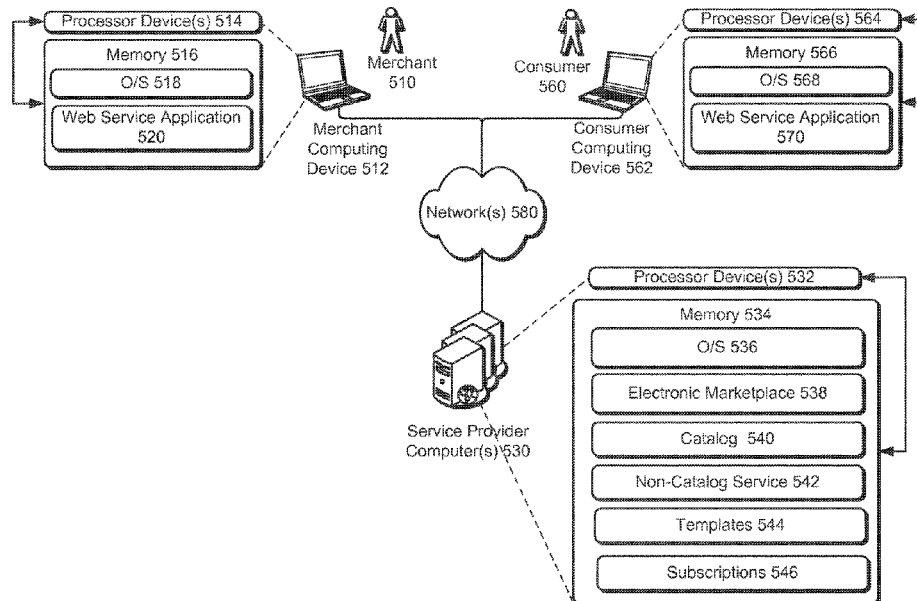 Processor Device(s) 514
Memory 516
O/S 518
Web Service Application
520
Merchant
510
Merchant
Computing
Device 512
Consumer
560
Consumer
Computing
Device 562
Processor Device(s) 564
Memory 566
O/S 568
Web Service Application
570
Network(s) 580
Service Provider
Computer(s) 530
Processor Device(s) 532
Memory 534
O/S 536
Electronic Marketplace 538
Catalog 540
Non-Catalog Service 542
Templates 544
Subscriptions 546